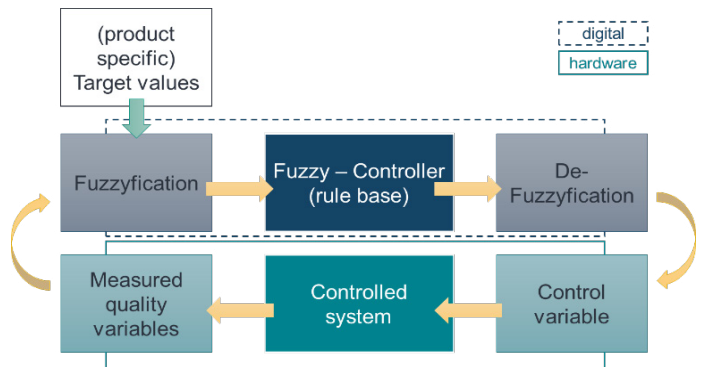 (product
specific)
Target values
digital
hardware
Fuzzyfication
Fuzzy – Controller
(rule base)
De-
Fuzzyfication
Measured
quality
variables
Controlled
system
Control
variable